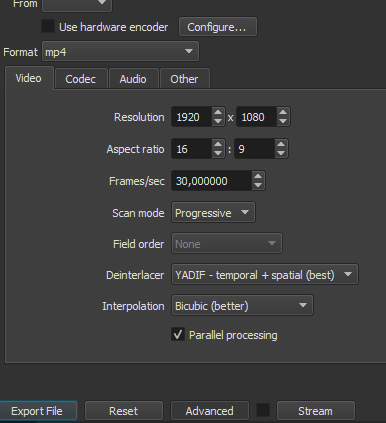 From
Use hardware encoder Configure...
Format mp4
Video Codec Audio Other
Resolution 1920 x 1080
Aspect ratio 16 : 9
Frames/sec 30,000000
Scan mode Progressive
Field order None
Deinterlacer YADIF - temporal + spatial (best)
Interpolation Bicubic (better)
Parallel processing
Export File Reset Advanced Stream